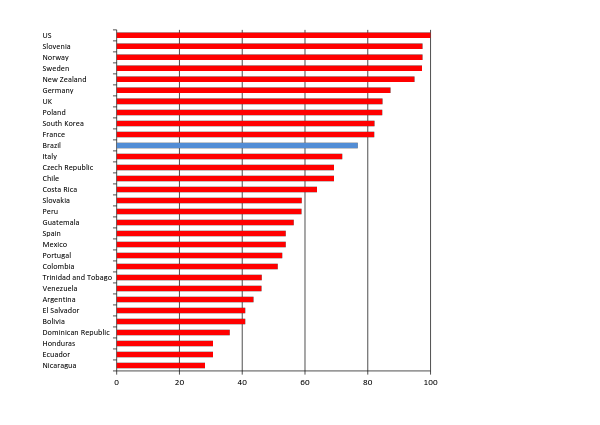 US
Slovenia
Norway
Sweden
New Zealand
Germany
UK
Poland
South Korea
France
Brazil
Italy
Czech Republic
Chile
Costa Rica
Slovakia
Peru
Guatemala
Spain
Mexico
Portugal
Colombia
Trinidad and Tobago
Venezuela
Argentina
El Salvador
Bolivia
Dominican Republic
Honduras
Ecuador
Nicaragua
0 20 40 60 80 100